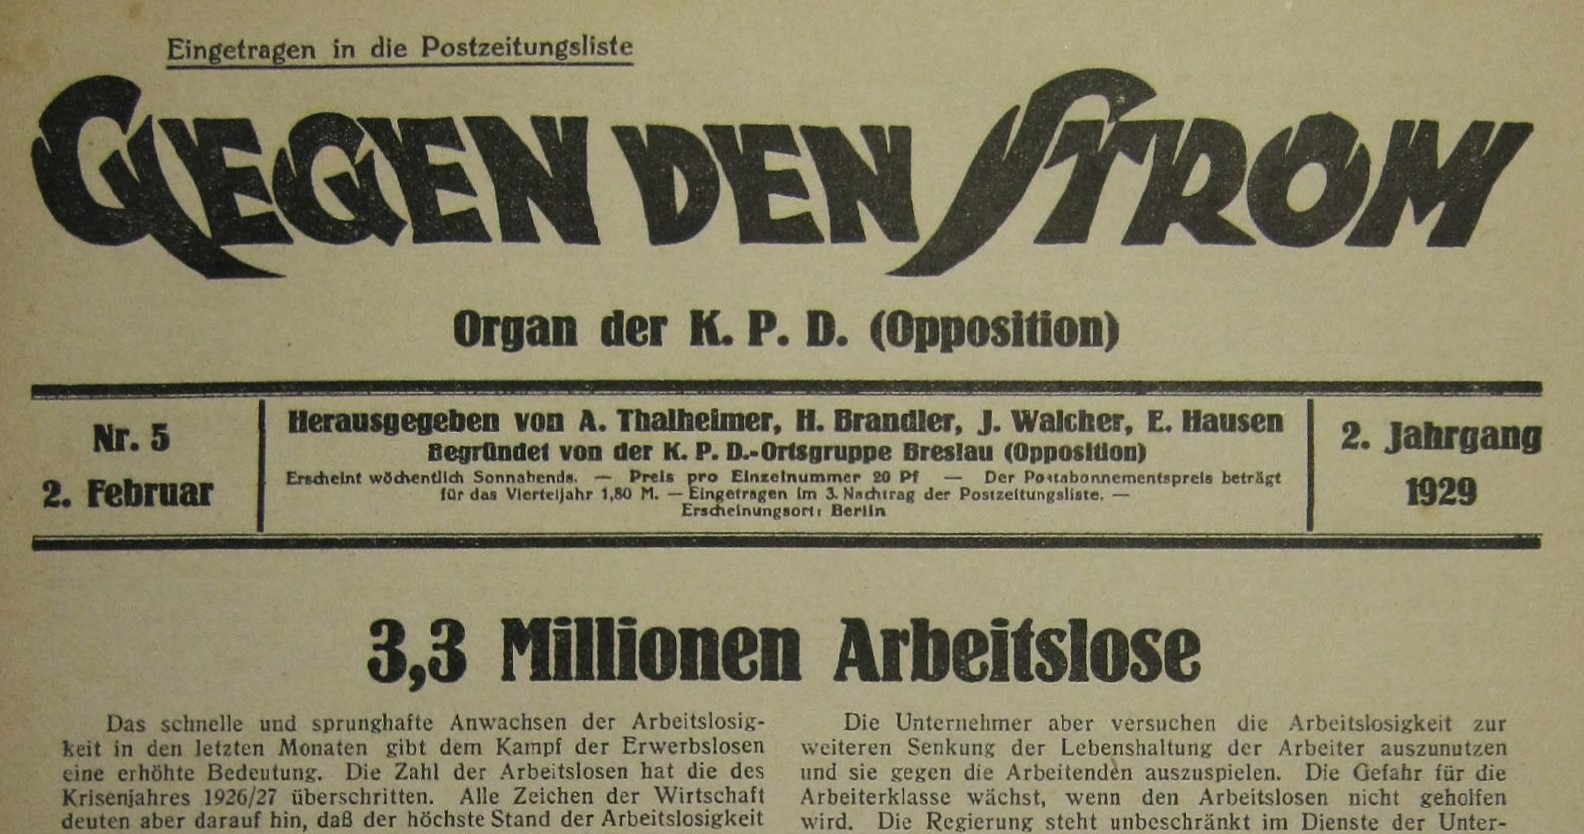 Eingetragen in die Postzeitungsliste
GEGEN DEN STROM
Organ der K. P. D. (Opposition)
Nr. 5
2. Februar
Herausgegeben von A. Thalheimer, H. Brandler, J. Walcher, E. Hausen
Begründet von der K. P. D.-Ortsgruppe Breslau (Opposition)
Erscheint wöchentlich Sonnabends. — Preis pro Einzelnummer 20 Pf — Der Postabonnementspreis beträgt
für das Vierteljahr 1,80 M. — Eingetragen im 3. Nachtrag der Postzeitungsliste. —
Erscheinungsort: Berlin
2. Jahrgang
1929
3,3 Millionen Arbeitslose
Das schnelle und sprunghafte Anwachsen der Arbeitslosig-
keit in den letzten Monaten gibt dem Kampf der Erwerbslosen
eine erhöhte Bedeutung. Die Zahl der Arbeitslosen hat die des
Krisenjahres 1926/27 überschritten. Alle Zeichen der Wirtschaft
deuten aber darauf hin, daß der höchste Stand der Arbeitslosigkeit
Die Unternehmer aber versuchen die Arbeitslosigkeit zur
weiteren Senkung der Lebenshaltung der Arbeiter auszunutzen
und sie gegen die Arbeitenden auszuspielen. Die Gefahr für die
Arbeiterklasse wächst, wenn den Arbeitslosen nicht geholfen
wird. Die Regierung steht unbeschränkt im Dienste der Unter-